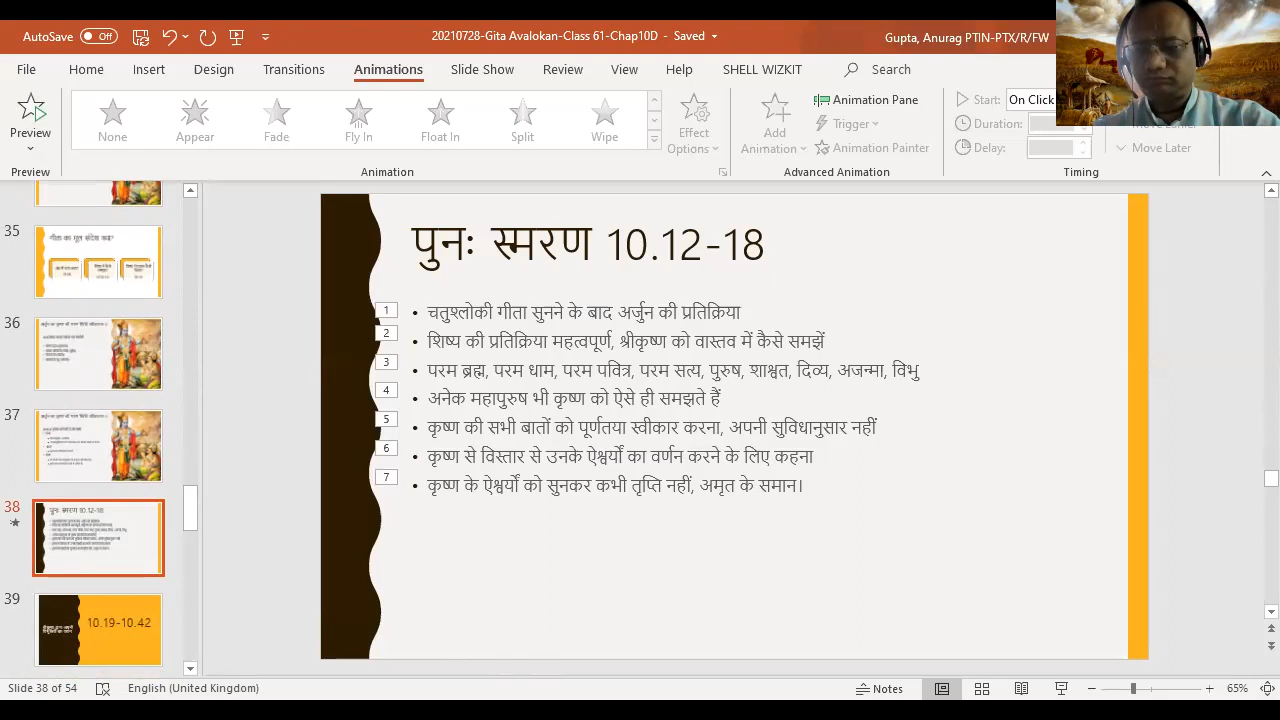 AutoSave Off
20210728-Gita Avalokan-Class 61-Chap10D - Saved
Gupta, Anurag PTIN-PTX/R/FW
File Home Insert Design Transitions Animations Slide Show Review View Help SHELL WIZKIT Search
Preview
None Appear Fade Fly In Float In Split Wipe
Effect Options
Add Animation
Animation Pane
Trigger
Animation Painter
Start: On Click
Duration:
Delay:
Move Later
Preview Animation Advanced Animation Timing
35
गीता का मूल संदेश क्या?
36
37
38
पुनः स्मरण 10.12-18
39
10.19-10.42
पुनः स्मरण 10.12-18
1 • चतुश्लोकी गीता सुनने के बाद अर्जुन की प्रतिक्रिया
2 • शिष्य की प्रतिक्रिया महत्वपूर्ण, श्रीकृष्ण को वास्तव में कैसे समझें
3 • परम ब्रह्म, परम धाम, परम पवित्र, परम सत्य, पुरुष, शाश्वत, दिव्य, अजन्मा, विभु
4 • अनेक महापुरुष भी कृष्ण को ऐसे ही समझते हैं
5 • कृष्ण की सभी बातों को पूर्णतया स्वीकार करना, अपनी सुविधानुसार नहीं
6 • कृष्ण से विस्तार से उनके ऐश्वर्यों का वर्णन करने के लिए कहना
7 • कृष्ण के ऐश्वर्यों को सुनकर कभी तृप्ति नहीं, अमृत के समान।
Slide 38 of 54 English (United Kingdom) Notes 65%